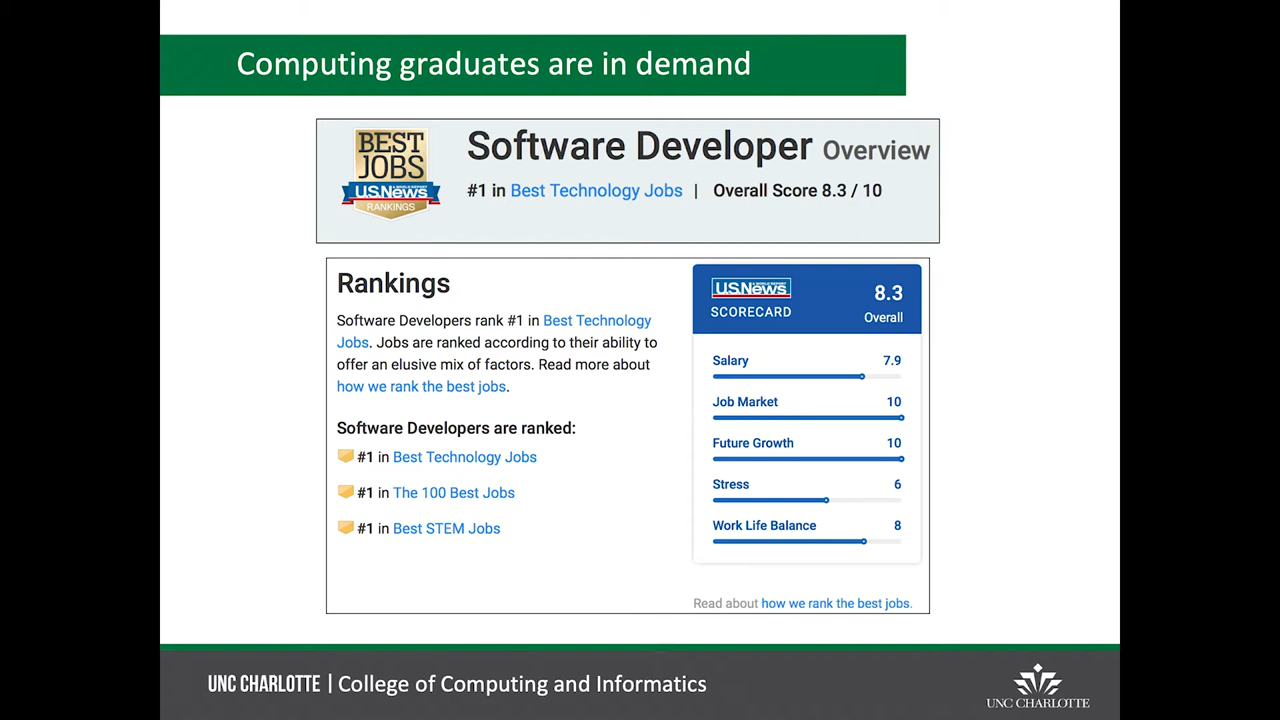 Computing graduates are in demand
BEST
JOBS
U.S.News
RANKINGS
Software Developer Overview
#1 in Best Technology Jobs | Overall Score 8.3 / 10
Rankings
Software Developers rank #1 in Best Technology
Jobs. Jobs are ranked according to their ability to
offer an elusive mix of factors. Read more about
how we rank the best jobs.
Software Developers are ranked:
#1 in Best Technology Jobs
#1 in The 100 Best Jobs
#1 in Best STEM Jobs
U.S.News
SCORECARD
8.3
Overall
Salary 7.9
Job Market 10
Future Growth 10
Stress 6
Work Life Balance 8
Read about how we rank the best jobs.
UNC CHARLOTTE | College of Computing and Informatics
UNC CHARLOTTE